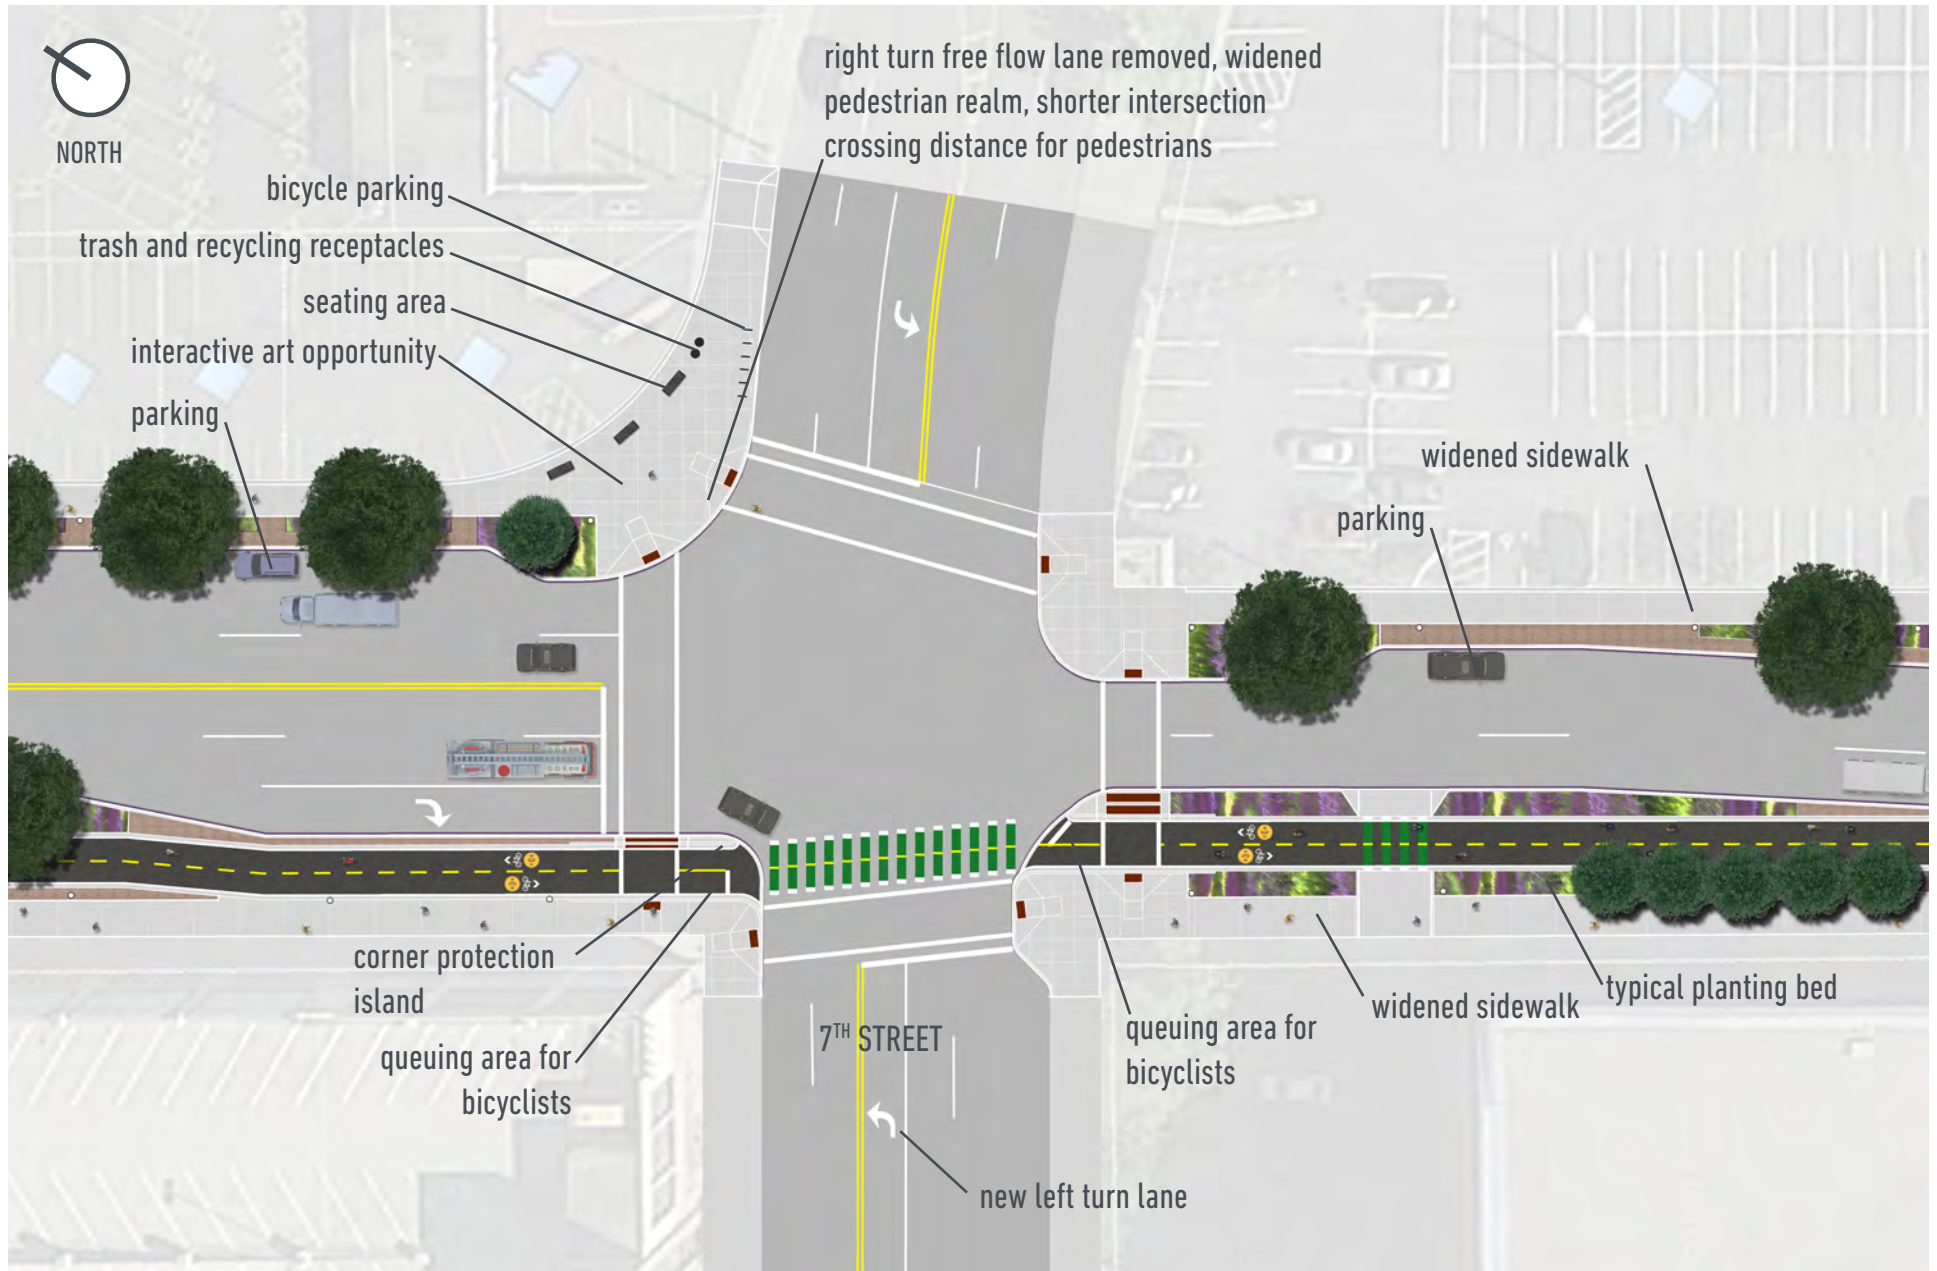 right turn free flow lane removed, widened
pedestrian realm, shorter intersection
crossing distance for pedestrians
NORTH
bicycle parking
trash and recycling receptacles
seating area
interactive art opportunity
parking
widened sidewalk
parking
corner protection
island
queuing area for
bicyclists
7TH STREET
queuing area for
bicyclists
widened sidewalk
typical planting bed
new left turn lane